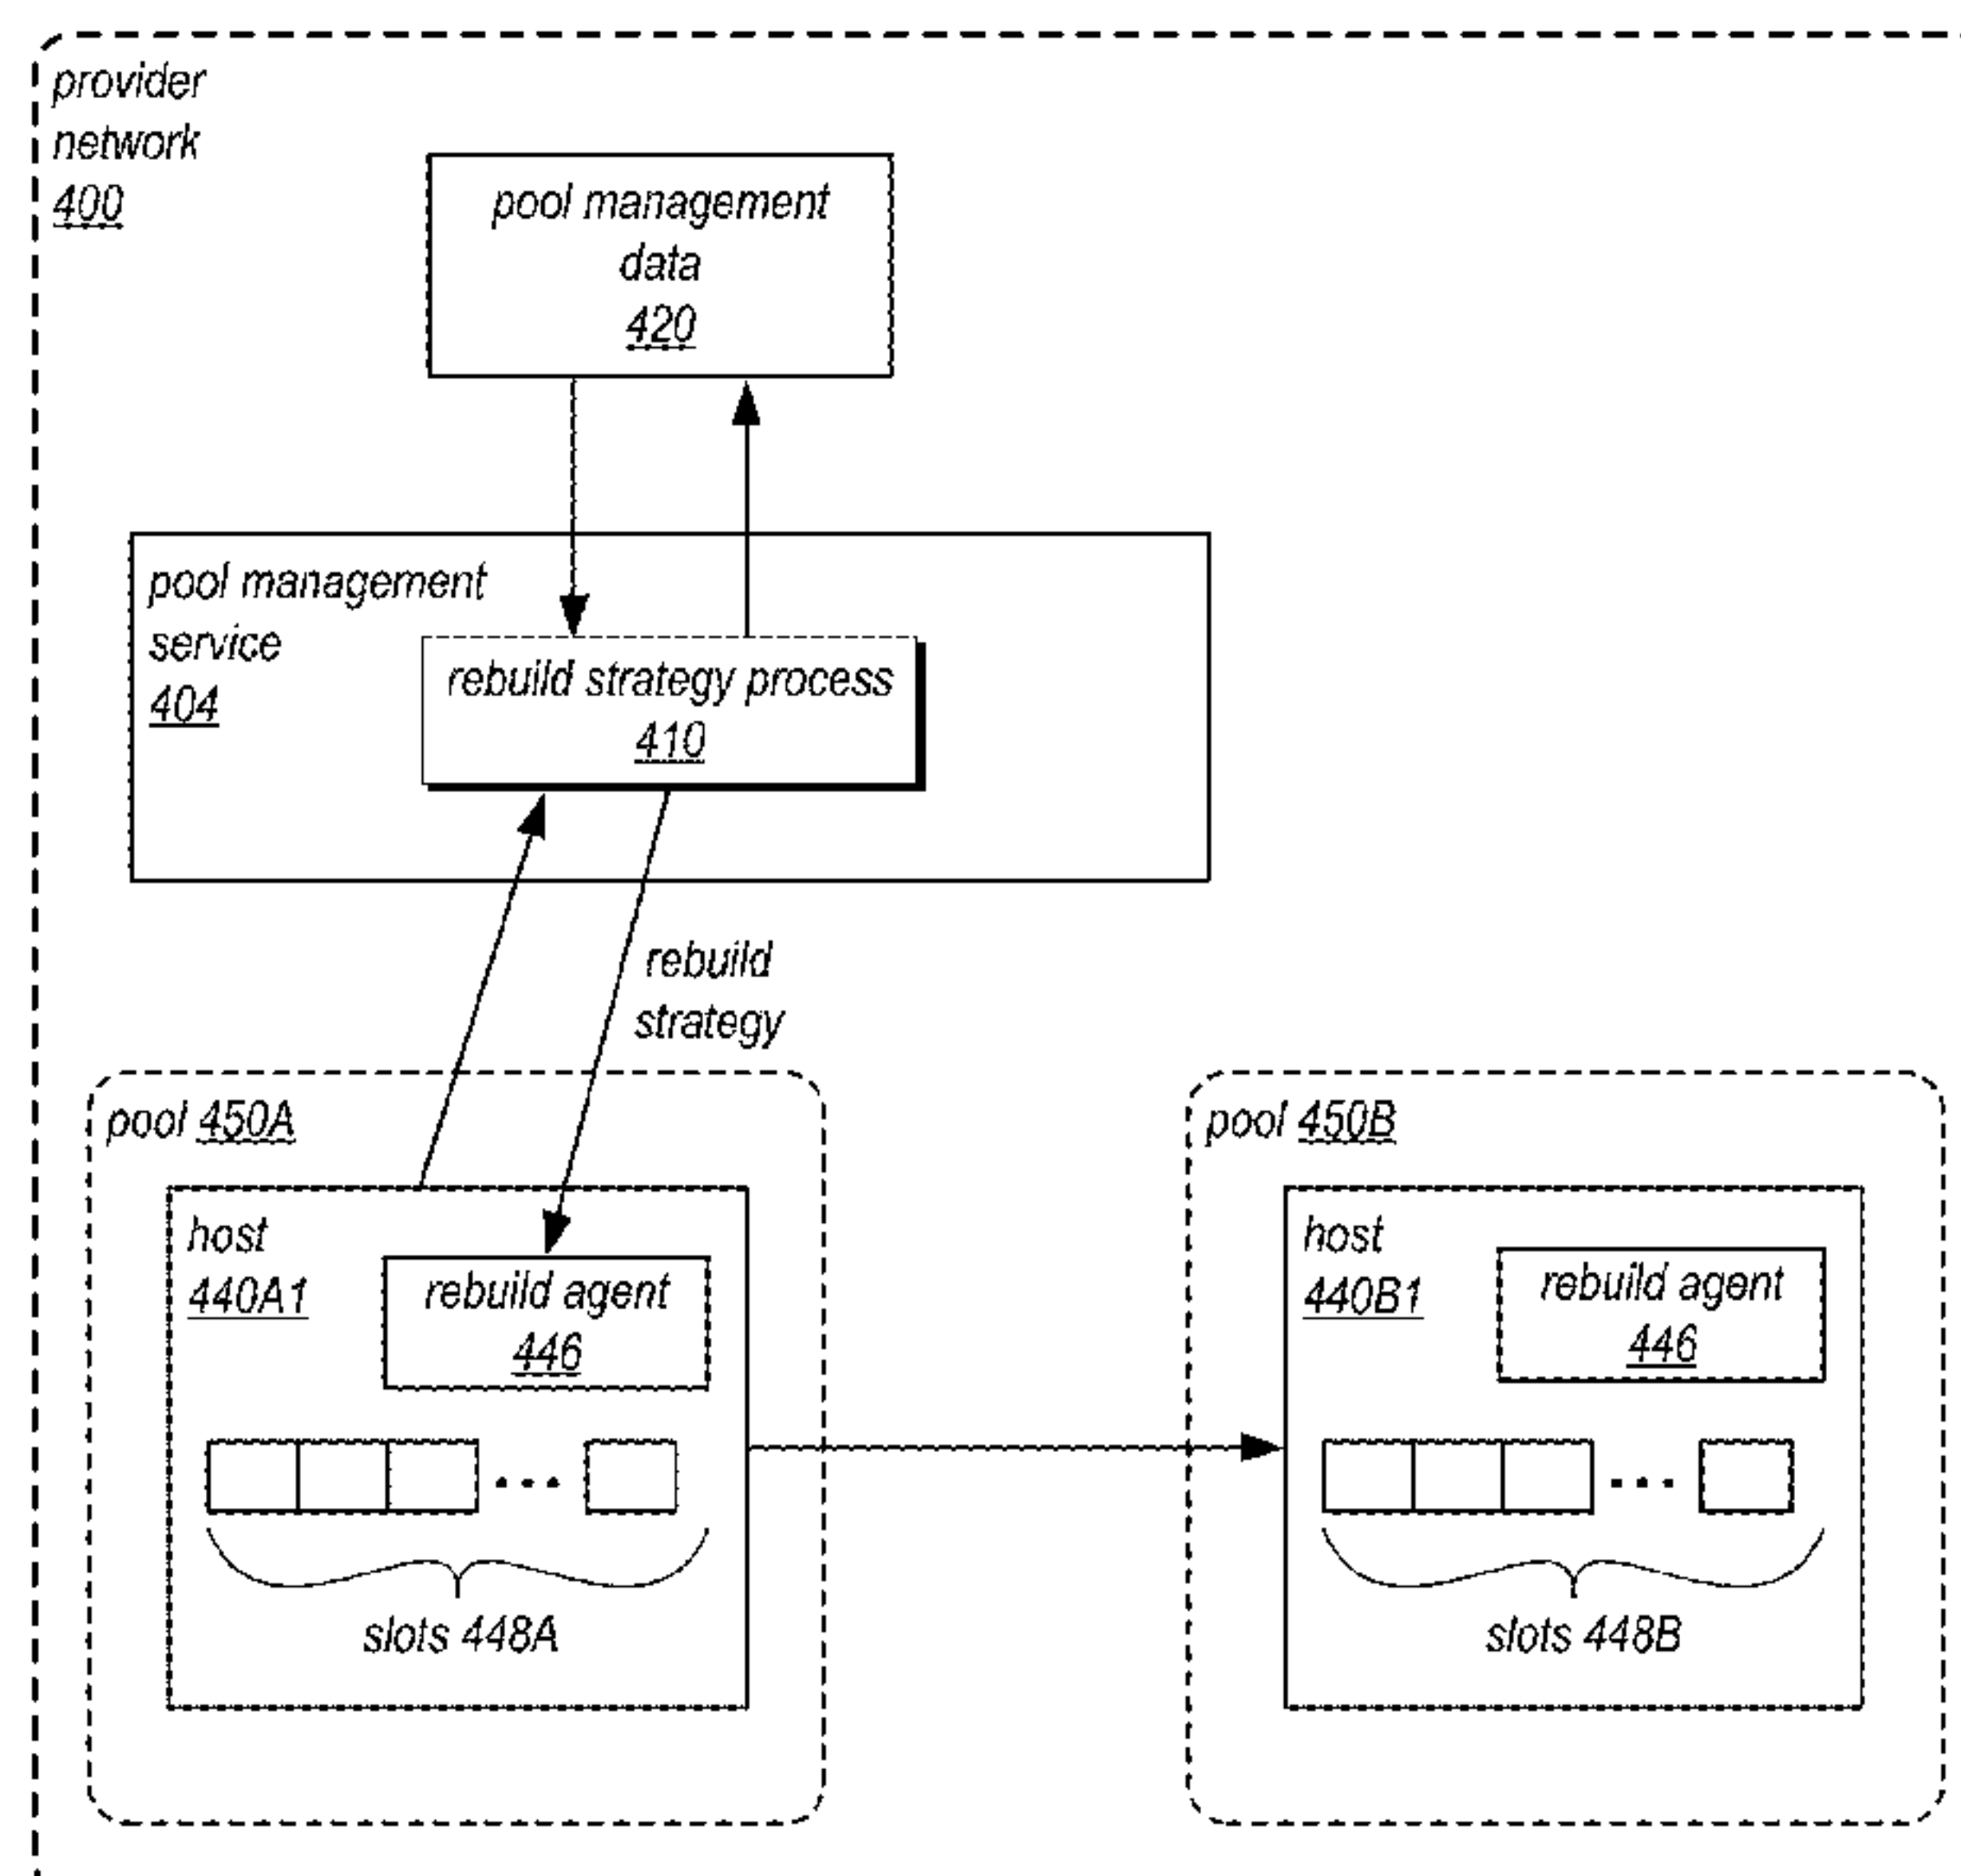 provider
network
400
pool management
data
420
pool management
service
404
rebuild strategy process
410
rebuild
strategy
pool 450A
host
440A1
rebuild agent
446
slots 448A
pool 450B
host
440B1
rebuild agent
446
slots 448B